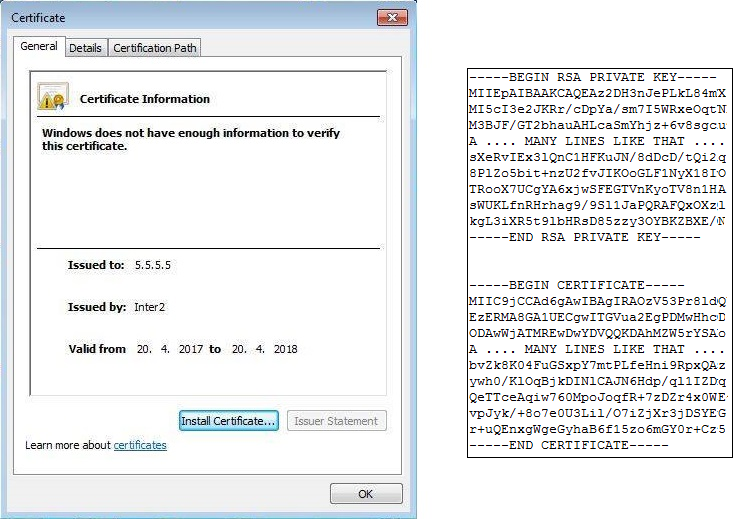 Certificate
General
Details
Certification Path
Certificate Information
Windows does not have enough information to verify
this certificate.
Issued to: 5.5.5.5
Issued by: Inter2
Valid from 20. 4. 2017 to 20. 4. 2018
Install Certificate...
Issuer Statement
Learn more about certificates
OK
-----BEGIN RSA PRIVATE KEY-----
MIIEpAIBAAKCAQEAz2DH3nJePLkL84mX
MI5cI3e2JKRr/cDpYa/sm7I5WRxeOqtN
M3BJF/GT2bhauAHLcaSmYhjz+6v8sgcu
A .... MANY LINES LIKE THAT ....
sXeRvIEx3lQnC1HFKuJN/8dDcD/tQi2q
8PlZo5bit+nzU2fvJIKOoGLF1NyX18IO
TRooX7UCgYA6xjwSFEGTVnKyoTV8n1HA
sWUKLfnRHrhag9/9Sl1JaPQRAFQxOXzl
kgL3iXR5t9lbHRsD85zzy3OYBKZBXE/N
-----END RSA PRIVATE KEY-----
-----BEGIN CERTIFICATE-----
MIIC9jCCAd6gAwIBAgIRAOzV53Pr8ldQ
EzERMA8GA1UECgwITGVua2EgPDMwHhcD
ODAwWjATMREwDwYDVQQKDAhMZW5rYSAo
A .... MANY LINES LIKE THAT ....
bvZk8K04FuGSxpY7mtPLfeHni9RpxQAz
ywh0/KlOqBjkDINlCAJN6Hdp/ql1IZDq
QeTTceAqiw760MpoJoqfR+7zDZr4x0WE
vpJyk/+8o7e0U3Lil/O7iZjXr3jDSYEG
r+uQEnxgWgeGyhaB6f15zo6mGY0r+Cz5
-----END CERTIFICATE-----